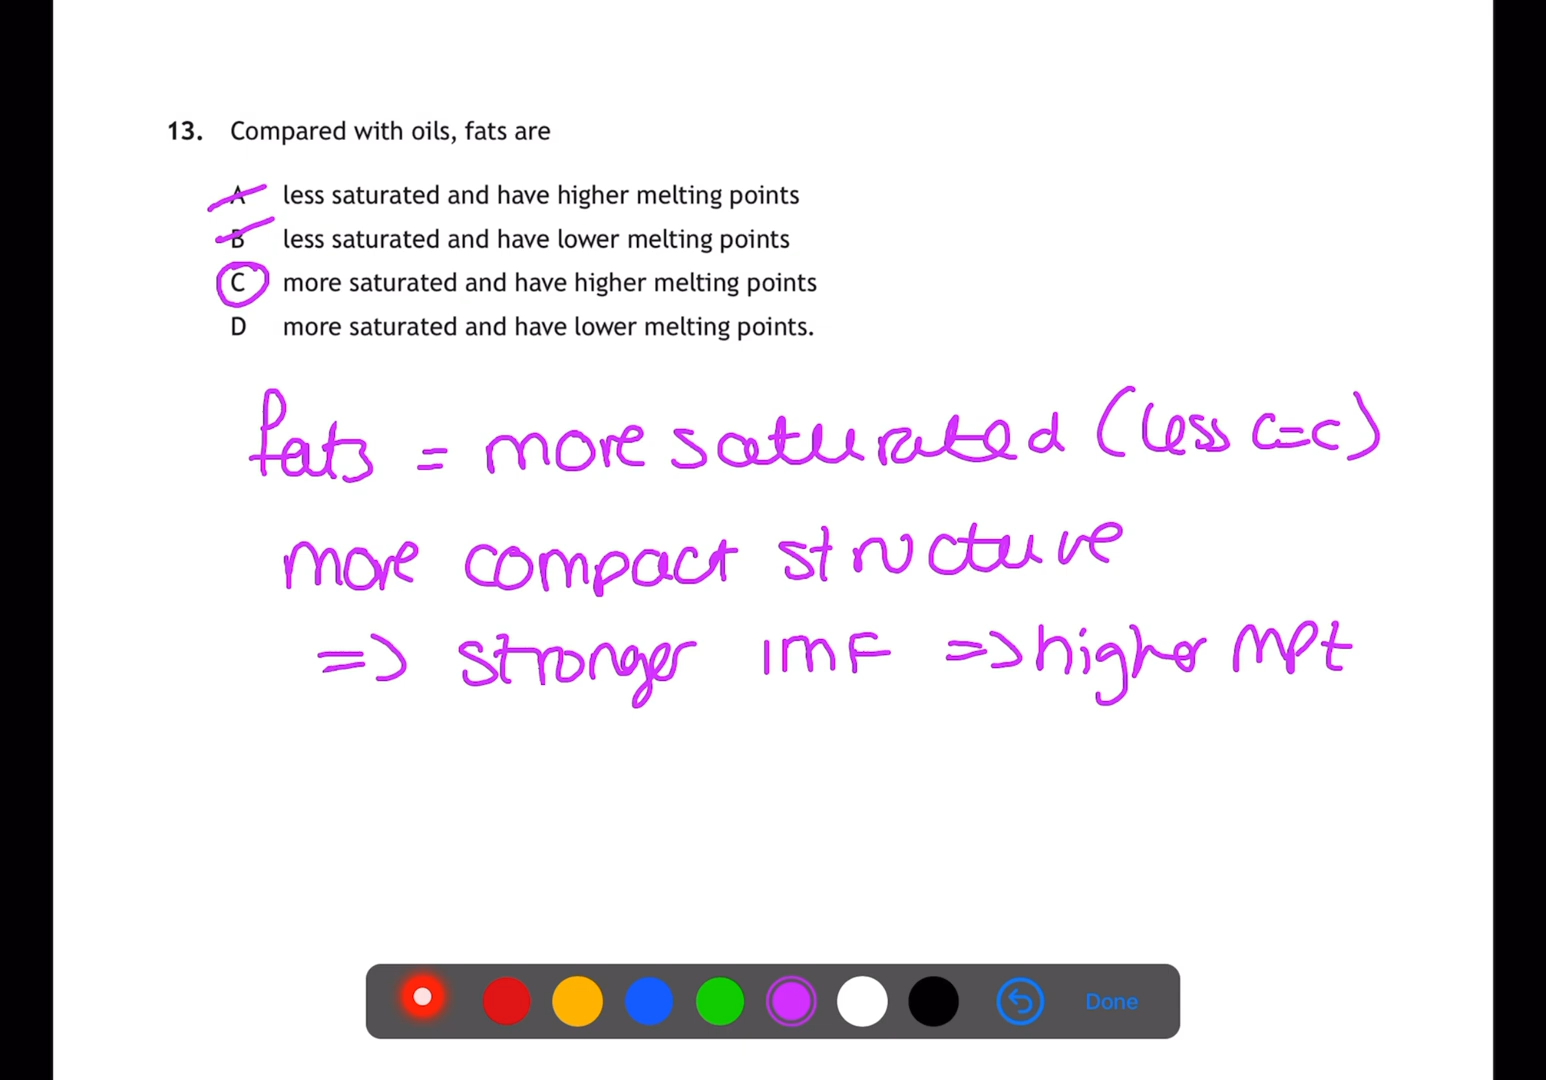 13. Compared with oils, fats are
A less saturated and have higher melting points
B less saturated and have lower melting points
C more saturated and have higher melting points
D more saturated and have lower melting points.
fats = more saturated (less c=c)
more compact structure
=> stronger IMF => higher mpt
Done